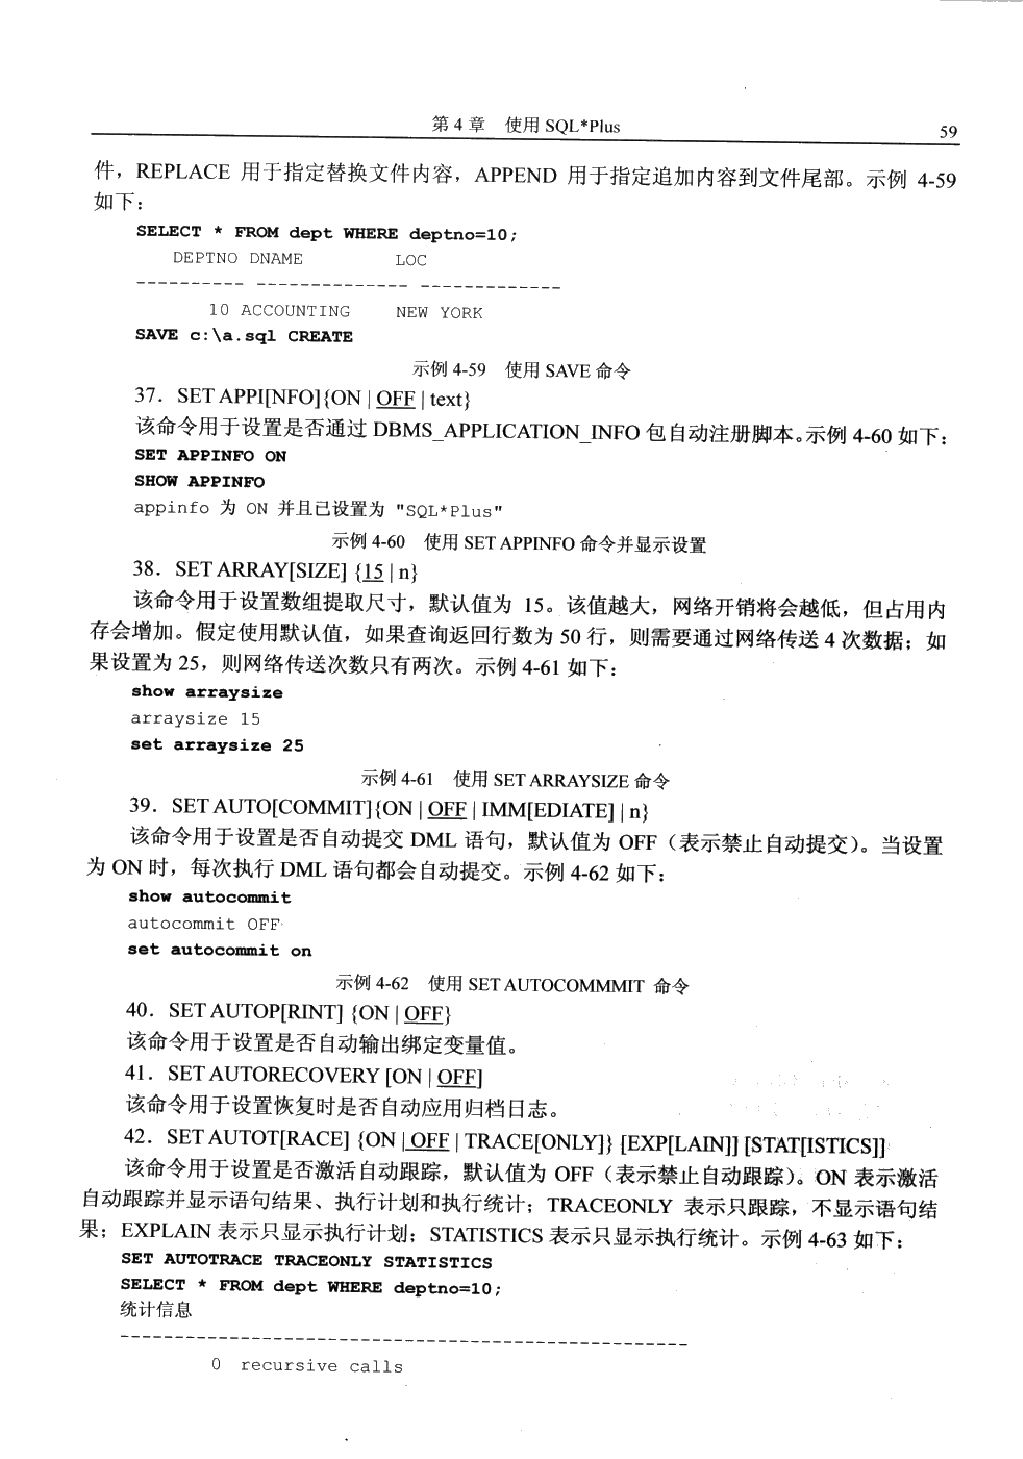 第 4 章　使用 SQL*Plus
59
件，REPLACE 用于指定替换文件内容，APPEND 用于指定追加内容到文件尾部。示例 4-59
如下：
SELECT * FROM dept WHERE deptno=10;
DEPTNO DNAME LOC
---------- -------------- -------------
10 ACCOUNTING NEW YORK
SAVE c:\a.sql CREATE
示例 4-59　使用 SAVE 命令
37．SET APPI[NFO]{ON | OFF | text}
该命令用于设置是否通过 DBMS_APPLICATION_INFO 包自动注册脚本。示例 4-60 如下：
SET APPINFO ON
SHOW APPINFO
appinfo 为 ON 并且已设置为 "SQL*Plus"
示例 4-60　使用 SET APPINFO 命令并显示设置
38．SET ARRAY[SIZE] {15 | n}
该命令用于设置数组提取尺寸，默认值为 15。该值越大，网络开销将会越低，但占用内
存会增加。假定使用默认值，如果查询返回行数为 50 行，则需要通过网络传送 4 次数据；如
果设置为 25，则网络传送次数只有两次。示例 4-61 如下：
show arraysize
arraysize 15
set arraysize 25
示例 4-61　使用 SET ARRAYSIZE 命令
39．SET AUTO[COMMIT]{ON | OFF | IMM[EDIATE] | n}
该命令用于设置是否自动提交 DML 语句，默认值为 OFF（表示禁止自动提交）。当设置
为 ON 时，每次执行 DML 语句都会自动提交。示例 4-62 如下：
show autocommit
autocommit OFF
set autocommit on
示例 4-62　使用 SET AUTOCOMMMIT 命令
40．SET AUTOP[RINT] {ON | OFF}
该命令用于设置是否自动输出绑定变量值。
41．SET AUTORECOVERY [ON | OFF]
该命令用于设置恢复时是否自动应用归档日志。
42．SET AUTOT[RACE] {ON | OFF | TRACE[ONLY]} [EXP[LAIN]] [STAT[ISTICS]]
该命令用于设置是否激活自动跟踪，默认值为 OFF（表示禁止自动跟踪）。ON 表示激活
自动跟踪并显示语句结果、执行计划和执行统计；TRACEONLY 表示只跟踪，不显示语句结
果；EXPLAIN 表示只显示执行计划；STATISTICS 表示只显示执行统计。示例 4-63 如下：
SET AUTOTRACE TRACEONLY STATISTICS
SELECT * FROM dept WHERE deptno=10;
统计信息
----------------------------------------------------
0 recursive calls